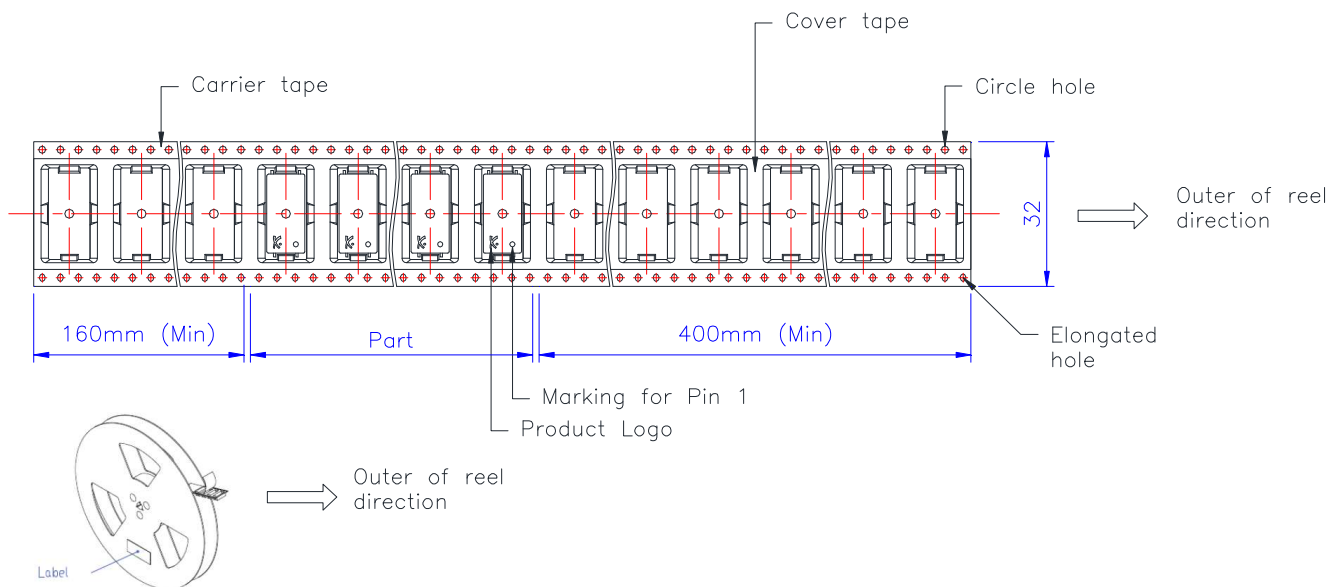 Cover tape
Carrier tape
Circle hole
K
K
K
K
32
Outer of reel
direction
160mm (Min)
Part
400mm (Min)
Elongated
hole
Marking for Pin 1
Product Logo
Outer of reel
direction
Label